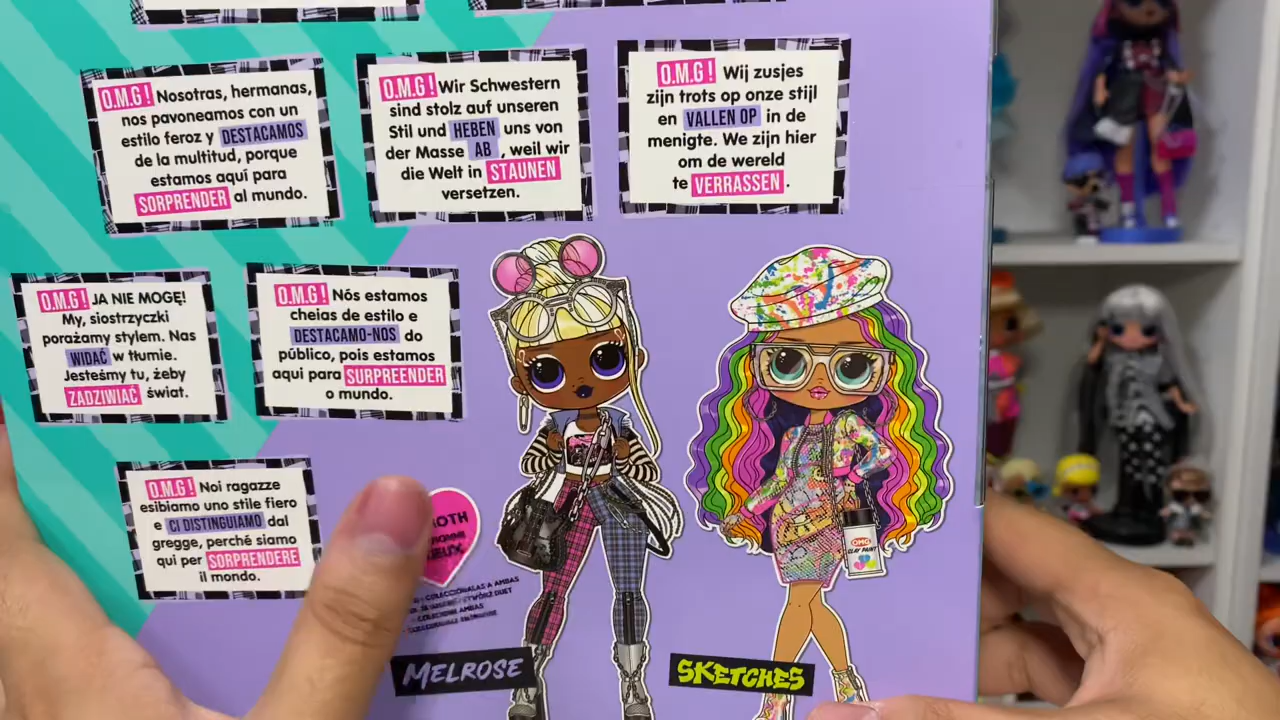 O.M.G! Nosotras, hermanas,
nos pavoneamos con un
estilo feroz y DESTACAMOS
de la multitud, porque
estamos aquí para
SORPRENDER al mundo.
O.M.G! Wir Schwestern
sind stolz auf unseren
Stil und HEBEN uns von
der Masse AB, weil wir
die Welt in STAUNEN
versetzen.
O.M.G! Wij zusjes
zijn trots op onze stijl
en VALLEN OP in de
menigte. We zijn hier
om de wereld
te VERRASSEN.
O.M.G! JA NIE MOGĘ!
My, siostrzyczki
porażamy stylem. Nas
WIDAĆ w tłumie.
Jesteśmy tu, żeby
ZADZIWIAĆ świat.
O.M.G! Nós estamos
cheias de estilo e
DESTACAMO-NOS do
público, pois estamos
aqui para SURPREENDER
o mundo.
O.M.G! Noi ragazze
esibiamo uno stile fiero
e CI DISTINGUIAMO dal
gregge, perché siamo
qui per SORPRENDERE
il mondo.
COLECCIÓNALAS A AMBAS
OMG
CLAY PAINT
MELROSE
SKETCHES